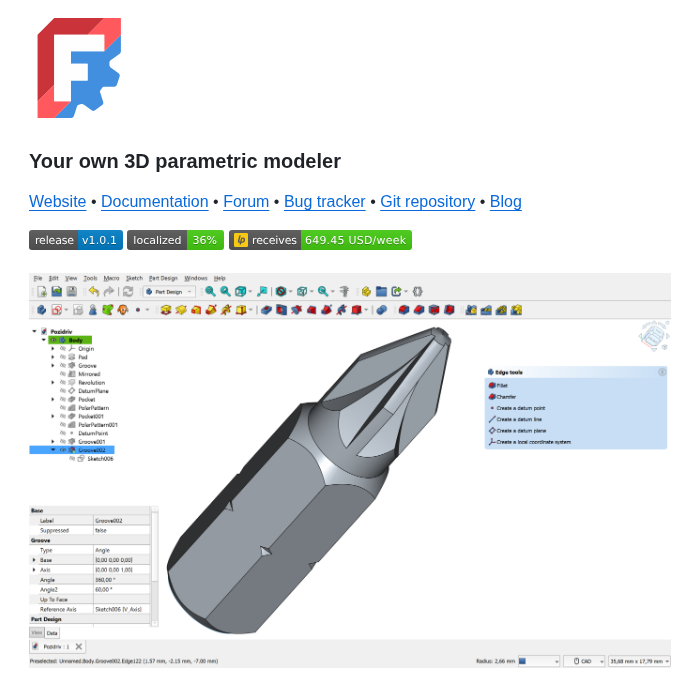 F
Your own 3D parametric modeler
Website • Documentation • Forum • Bug tracker • Git repository • Blog
release v1.0.1 localized 36% lp receives 649.45 USD/week
File Edit View Tools Macro Sketch Part Design Windows Help
Part Design
Pozidriv
Body
Origin
Pad
Groove
Mirrored
Revolution
DatumPlane
Pocket
PolarPattern
Pocket001
PolarPattern001
DatumPoint
Groove001
Groove002
Sketch006
Edge tools
Fillet
Chamfer
Create a datum point
Create a datum line
Create a datum plane
Create a local coordinate system
Base
Label Groove002
Suppressed false
Groove
Type Angle
Base [0,00 0,00 0,00]
Axis [0,00 0,00 1,00]
Angle 360,00 °
Angle2 60,00 °
Up To Face
Reference Axis Sketch006 [V_Axis]
Part Design
View Data
Pozidriv : 1
Preselected: Unnamed.Body.Groove002.Edge122 (1.57 mm, -2.15 mm, -7.00 mm)
Radius: 2,66 mm
CAD
35,68 mm x 17,79 mm